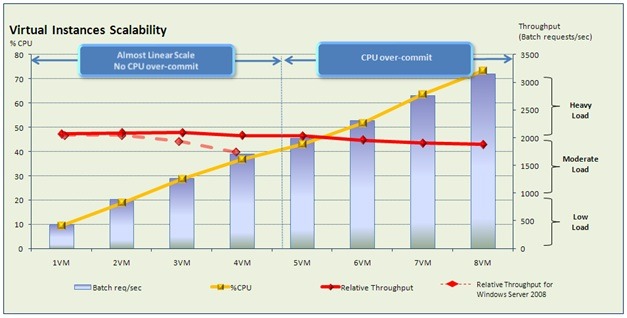 Virtual Instances Scalability
% CPU
Throughput
(Batch requests/sec)
Almost Linear Scale
No CPU over-commit
CPU over-commit
80
70
60
50
40
30
20
10
0
3500
3000
2500
2000
1500
1000
500
0
Heavy
Load
Moderate
Load
Low
Load
1VM
2VM
3VM
4VM
5VM
6VM
7VM
8VM
Batch req/sec
%CPU
Relative Throughput
Relative Throughput for
Windows Server 2008